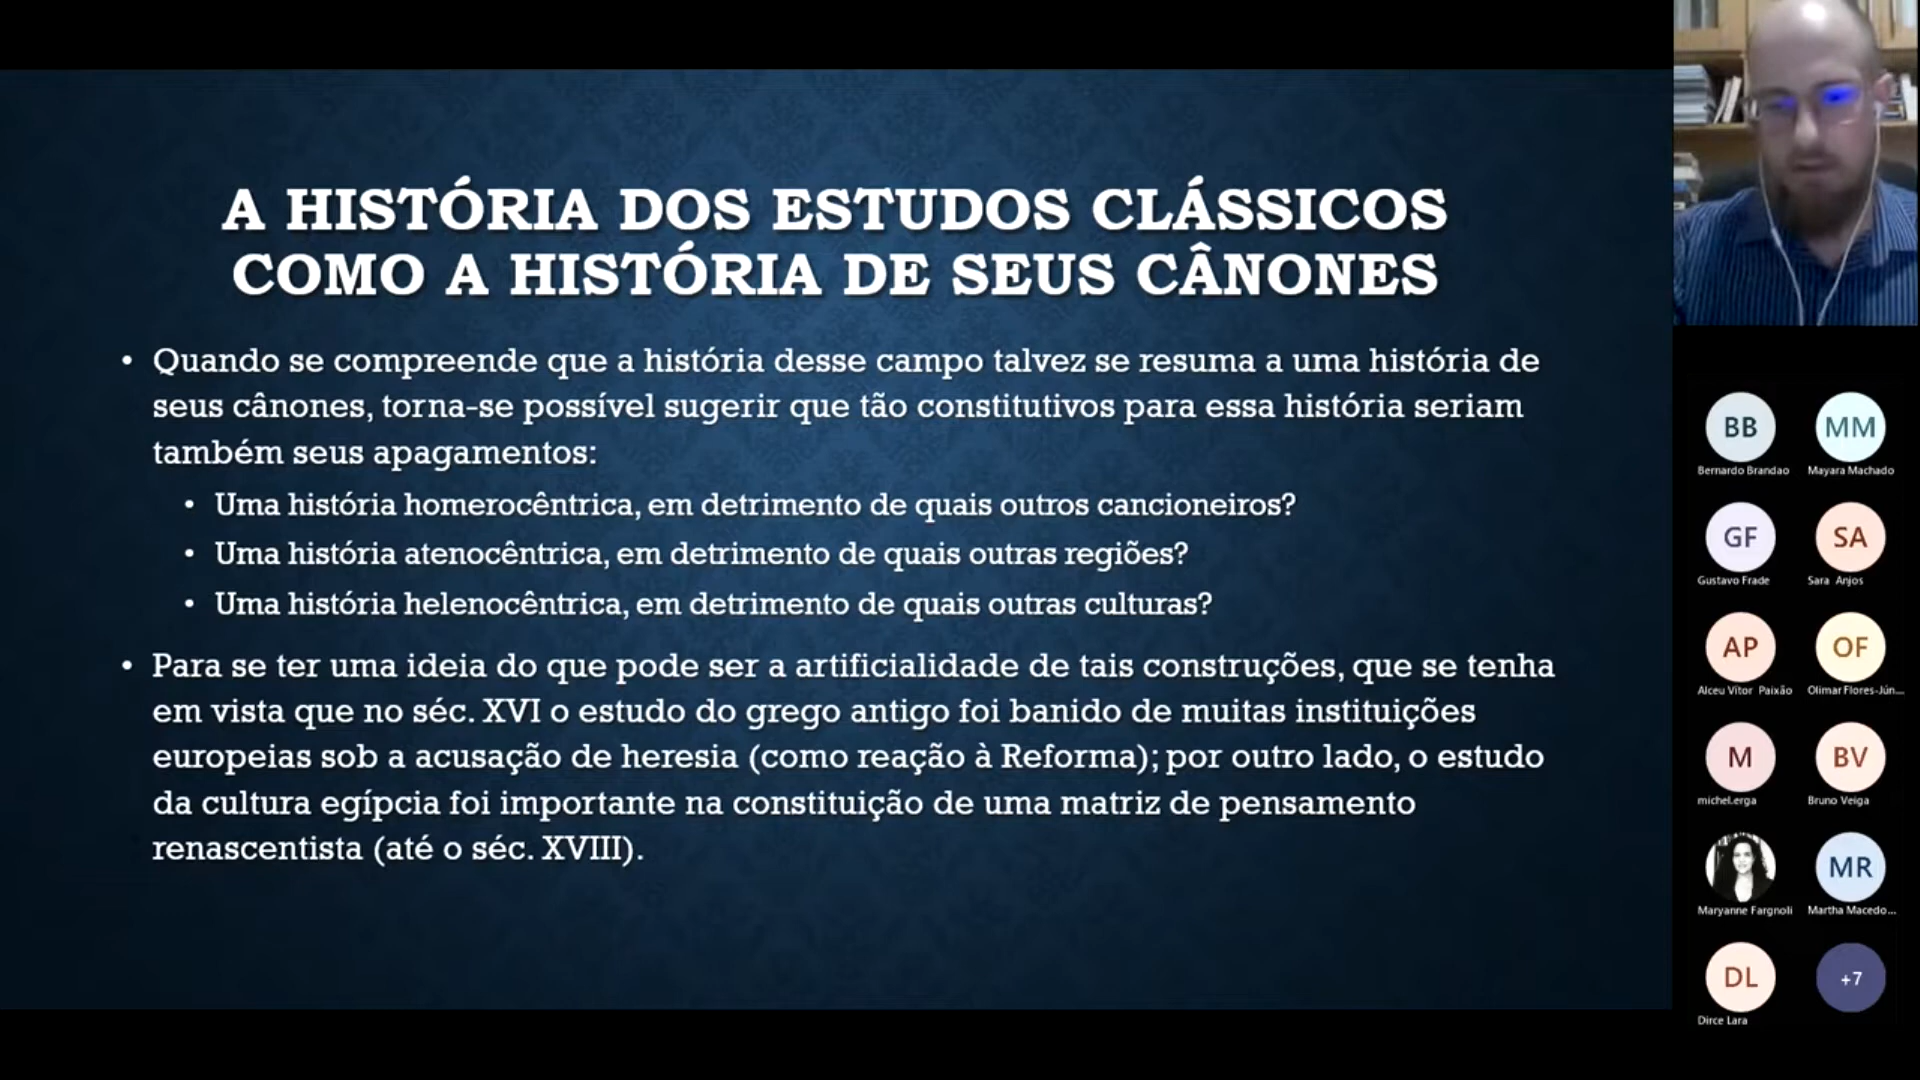 A HISTÓRIA DOS ESTUDOS CLÁSSICOS
COMO A HISTÓRIA DE SEUS CÂNONES
• Quando se compreende que a história desse campo talvez se resuma a uma história de
seus cânones, torna-se possível sugerir que tão constitutivos para essa história seriam
também seus apagamentos:
• Uma história homerocêntrica, em detrimento de quais outros cancioneiros?
• Uma história atenocêntrica, em detrimento de quais outras regiões?
• Uma história helenocêntrica, em detrimento de quais outras culturas?
• Para se ter uma ideia do que pode ser a artificialidade de tais construções, que se tenha
em vista que no séc. XVI o estudo do grego antigo foi banido de muitas instituições
europeias sob a acusação de heresia (como reação à Reforma); por outro lado, o estudo
da cultura egípcia foi importante na constituição de uma matriz de pensamento
renascentista (até o séc. XVIII).
BB
Bernardo Brandao
MM
Mayara Machado
GF
Gustavo Frade
SA
Sara Anjos
AP
Alceu Vítor Paixão
OF
Olimar Flores-Jún...
M
michel.erga
BV
Bruno Veiga
Maryanne Fargnoli
MR
Martha Macedo...
DL
Dirce Lara
+7